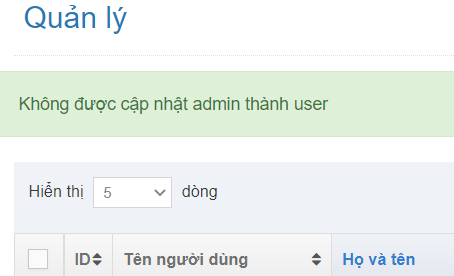 Quản lý
Không được cập nhật admin thành user
Hiển thị 5 dòng
ID Tên người dùng Họ và tên